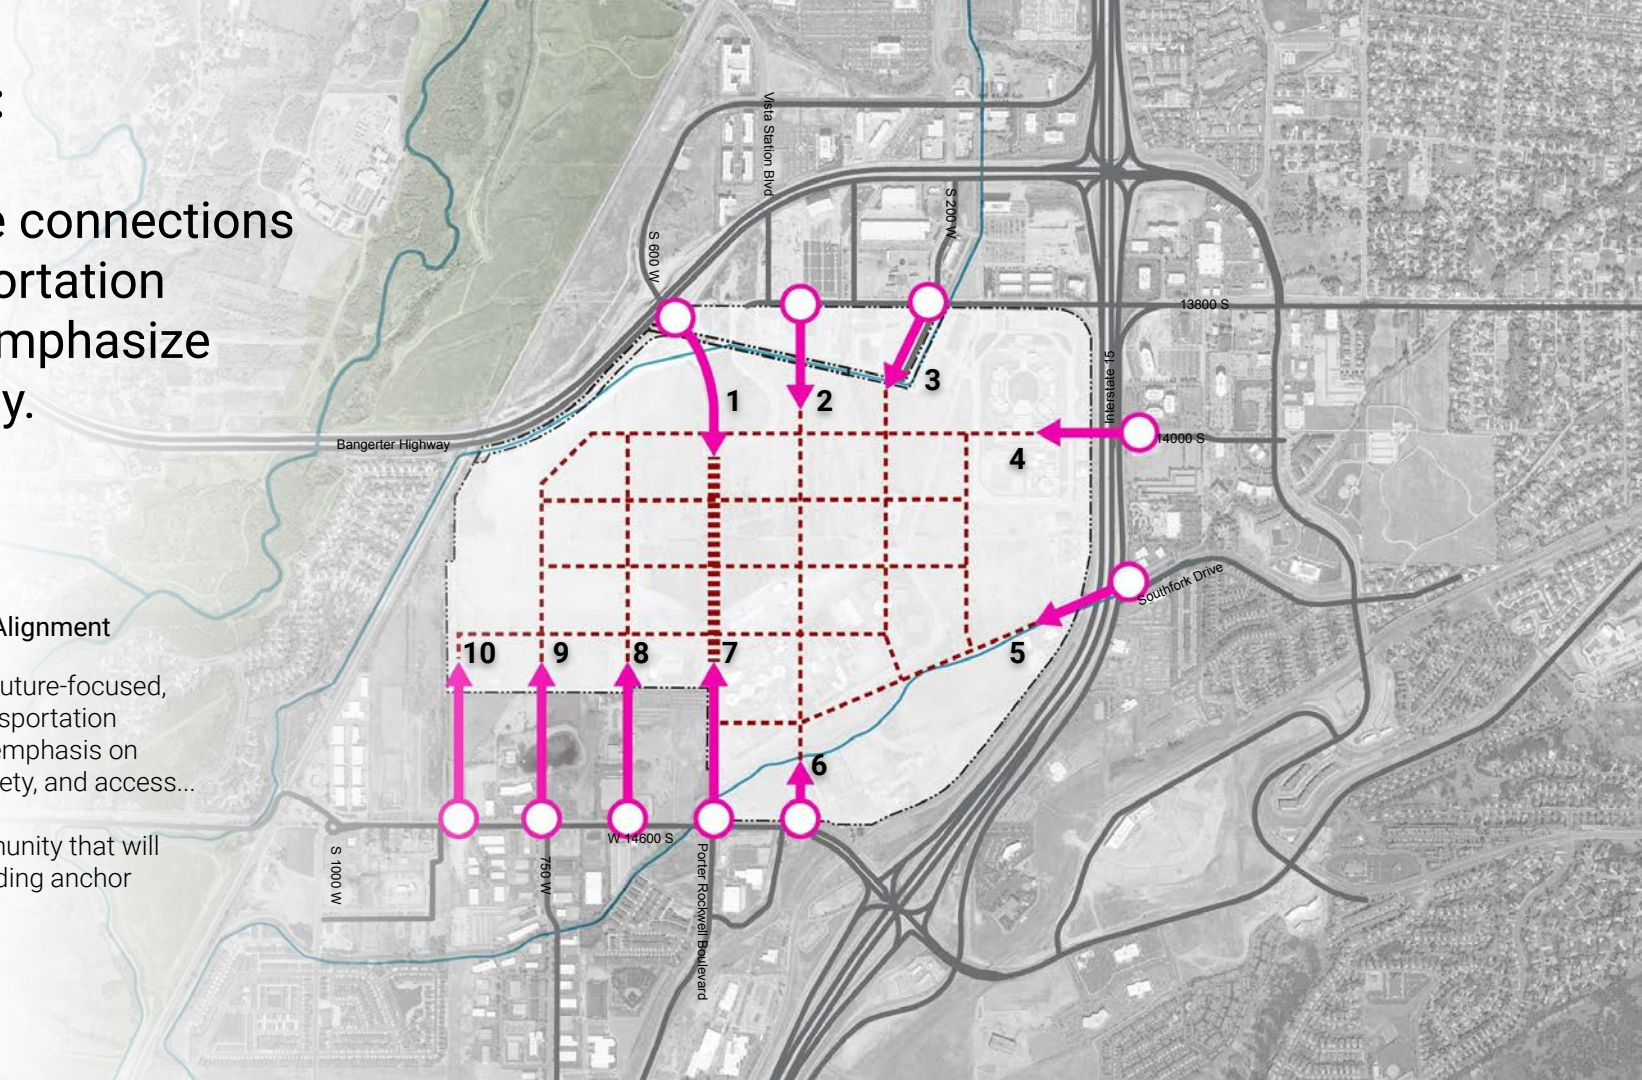 :
e connections
ortation
mphasize
y.
Alignment
uture-focused,
nsportation
emphasis on
ety, and access...
nunity that will
ding anchor
Vista Station Blvd
S 200 W
S 600 W
13800 S
Interstate 15
14000 S
Bangerter Highway
Southfork Drive
1
2
3
4
5
10
9
8
7
6
W 14600 S
S 1000 W
750 W
Porter Rockwell Boulevard